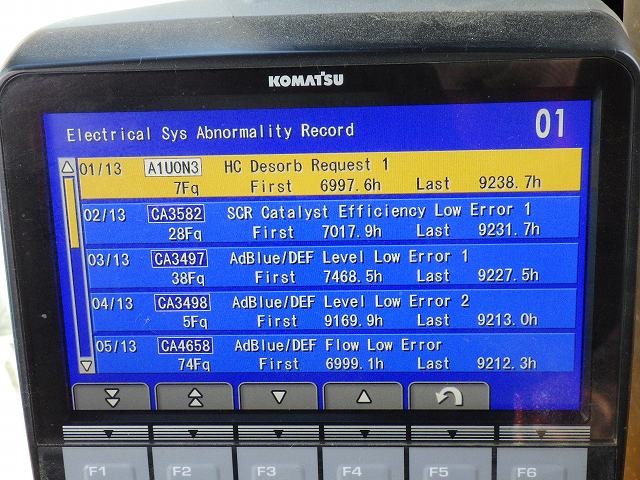 KOMATSU
Electrical Sys Abnormality Record 01
01/13 A1U0N3 HC Desorb Request 1
7Fq First 6997.6h Last 9238.7h
02/13 CA3582 SCR Catalyst Efficiency Low Error 1
28Fq First 7017.9h Last 9231.7h
03/13 CA3497 AdBlue/DEF Level Low Error 1
38Fq First 7468.5h Last 9227.5h
04/13 CA3498 AdBlue/DEF Level Low Error 2
5Fq First 9169.9h Last 9213.0h
05/13 CA4658 AdBlue/DEF Flow Low Error
74Fq First 6999.1h Last 9212.3h
F1 F2 F3 F4 F5 F6